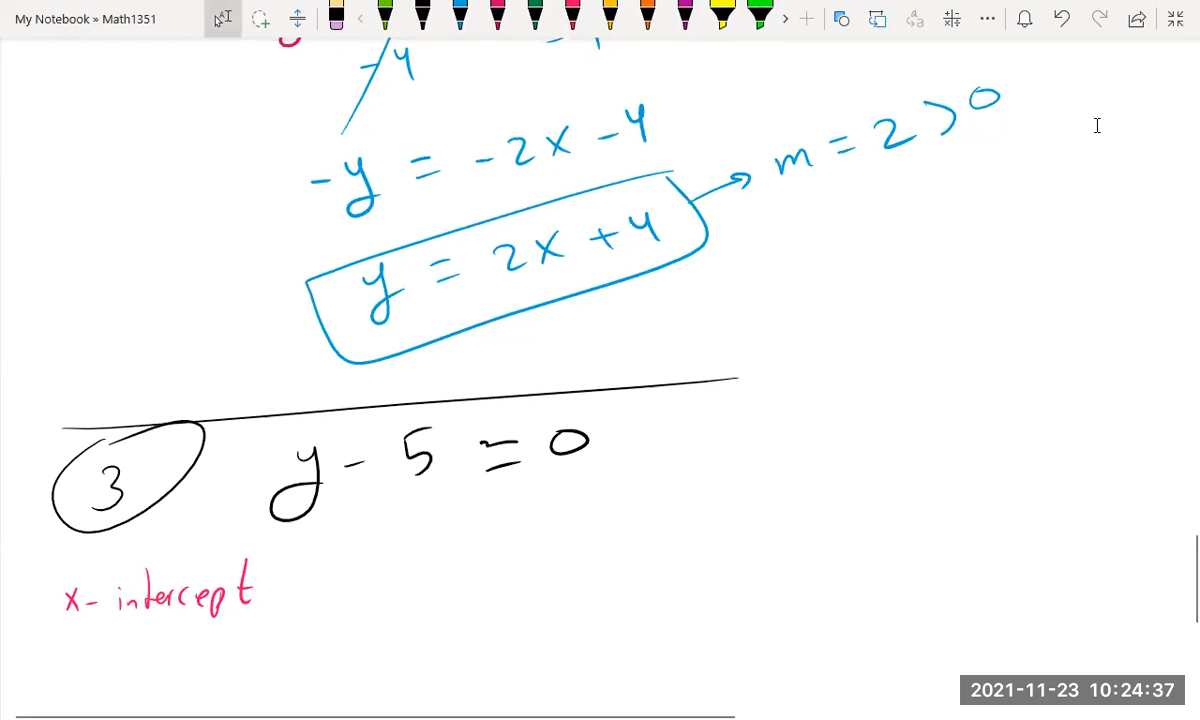 My Notebook » Math1351
-4
-y = -2x - 4
m = 2 > 0
y = 2x + 4
3
y - 5 = 0
x - intercept
2021-11-23 10:24:37